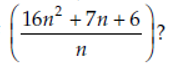 (16n² + 7n + 6 / n)?